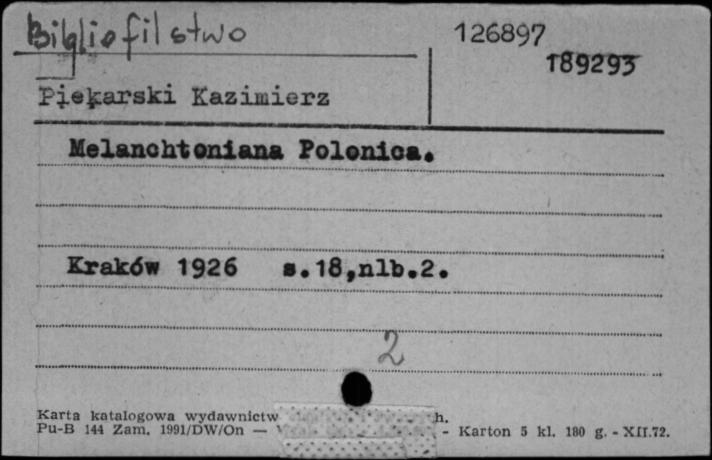 Bibliofilstwo
126897
189293
Piekarski Kazimierz
Melanchtoniana Polonica.
Kraków 1926 s.18,nlb.2.
2
Karta katalogowa wydawnictw h.
Pu-B 144 Zam. 1991/DW/On — - Karton 5 kl. 180 g. - XII.72.